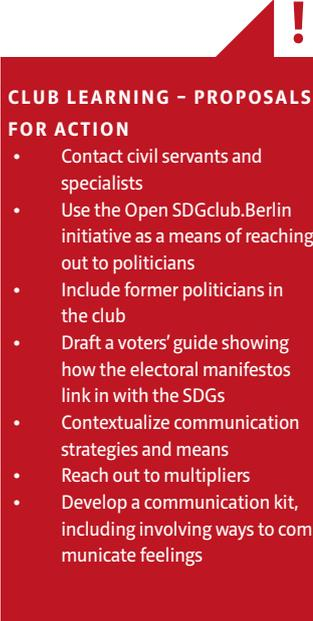 !
CLUB LEARNING – PROPOSALS
FOR ACTION
• Contact civil servants and
specialists
• Use the Open SDGclub.Berlin
initiative as a means of reaching
out to politicians
• Include former politicians in
the club
• Draft a voters’ guide showing
how the electoral manifestos
link in with the SDGs
• Contextualize communication
strategies and means
• Reach out to multipliers
• Develop a communication kit,
including involving ways to com
municate feelings